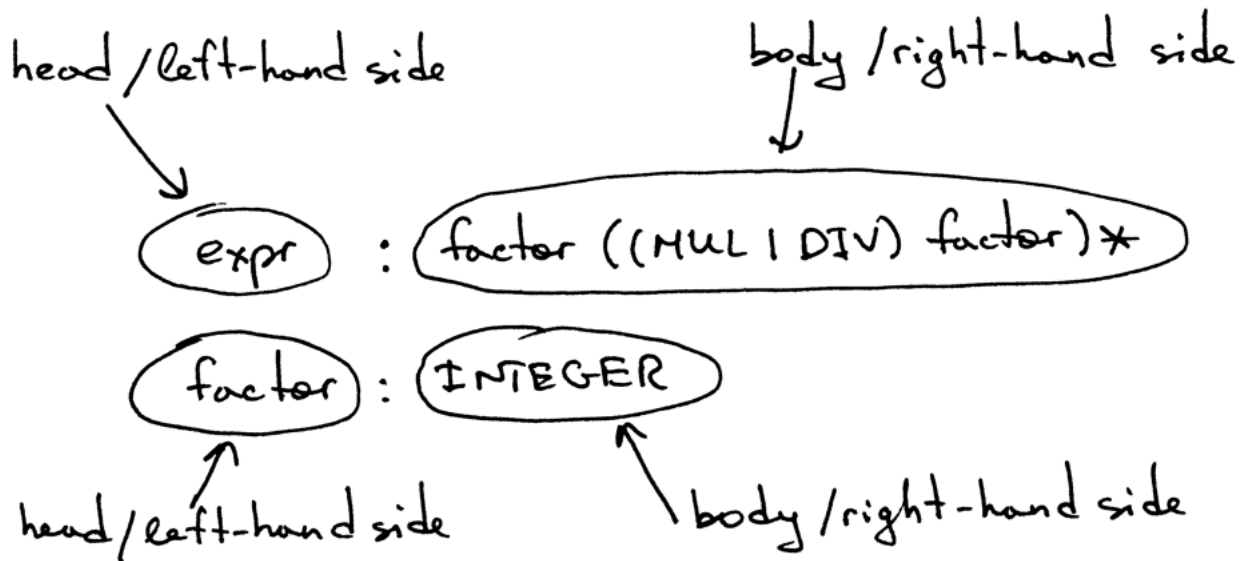 head/left-hand side body/right-hand side
expr : factor ((MUL | DIV) factor)*
factor : INTEGER
head/left-hand side body/right-hand side